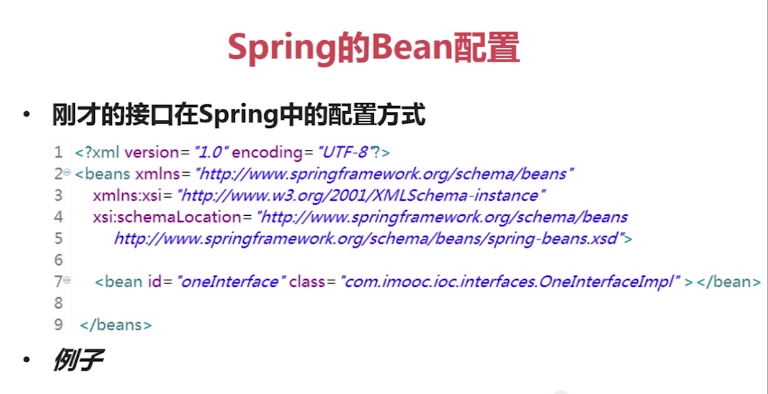 Spring的Bean配置
• 刚才的接口在Spring中的配置方式
1 <?xml version="1.0" encoding="UTF-8"?>
2 <beans xmlns="http://www.springframework.org/schema/beans"
3 xmlns:xsi="http://www.w3.org/2001/XMLSchema-instance"
4 xsi:schemaLocation="http://www.springframework.org/schema/beans
5 http://www.springframework.org/schema/beans/spring-beans.xsd">
6
7 <bean id="oneInterface" class="com.imooc.ioc.interfaces.OneInterfaceImpl" ></bean>
8
9 </beans>
• 例子